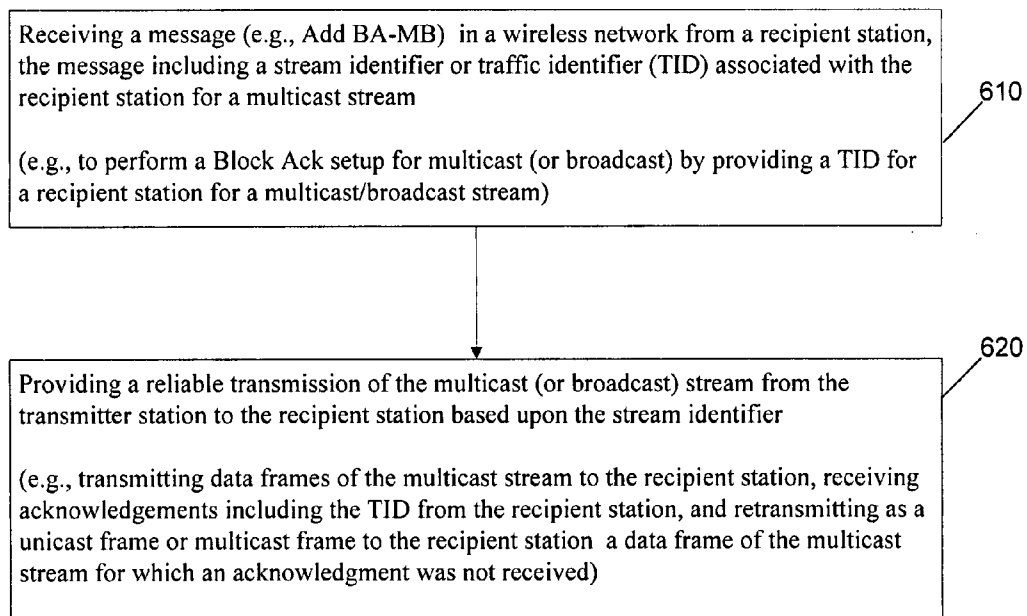 Receiving a message (e.g., Add BA-MB) in a wireless network from a recipient station,
the message including a stream identifier or traffic identifier (TID) associated with the
recipient station for a multicast stream
610
(e.g., to perform a Block Ack setup for multicast (or broadcast) by providing a TID for
a recipient station for a multicast/broadcast stream)
620
Providing a reliable transmission of the multicast (or broadcast) stream from the
transmitter station to the recipient station based upon the stream identifier
(e.g., transmitting data frames of the multicast stream to the recipient station, receiving
acknowledgements including the TID from the recipient station, and retransmitting as a
unicast frame or multicast frame to the recipient station a data frame of the multicast
stream for which an acknowledgment was not received)